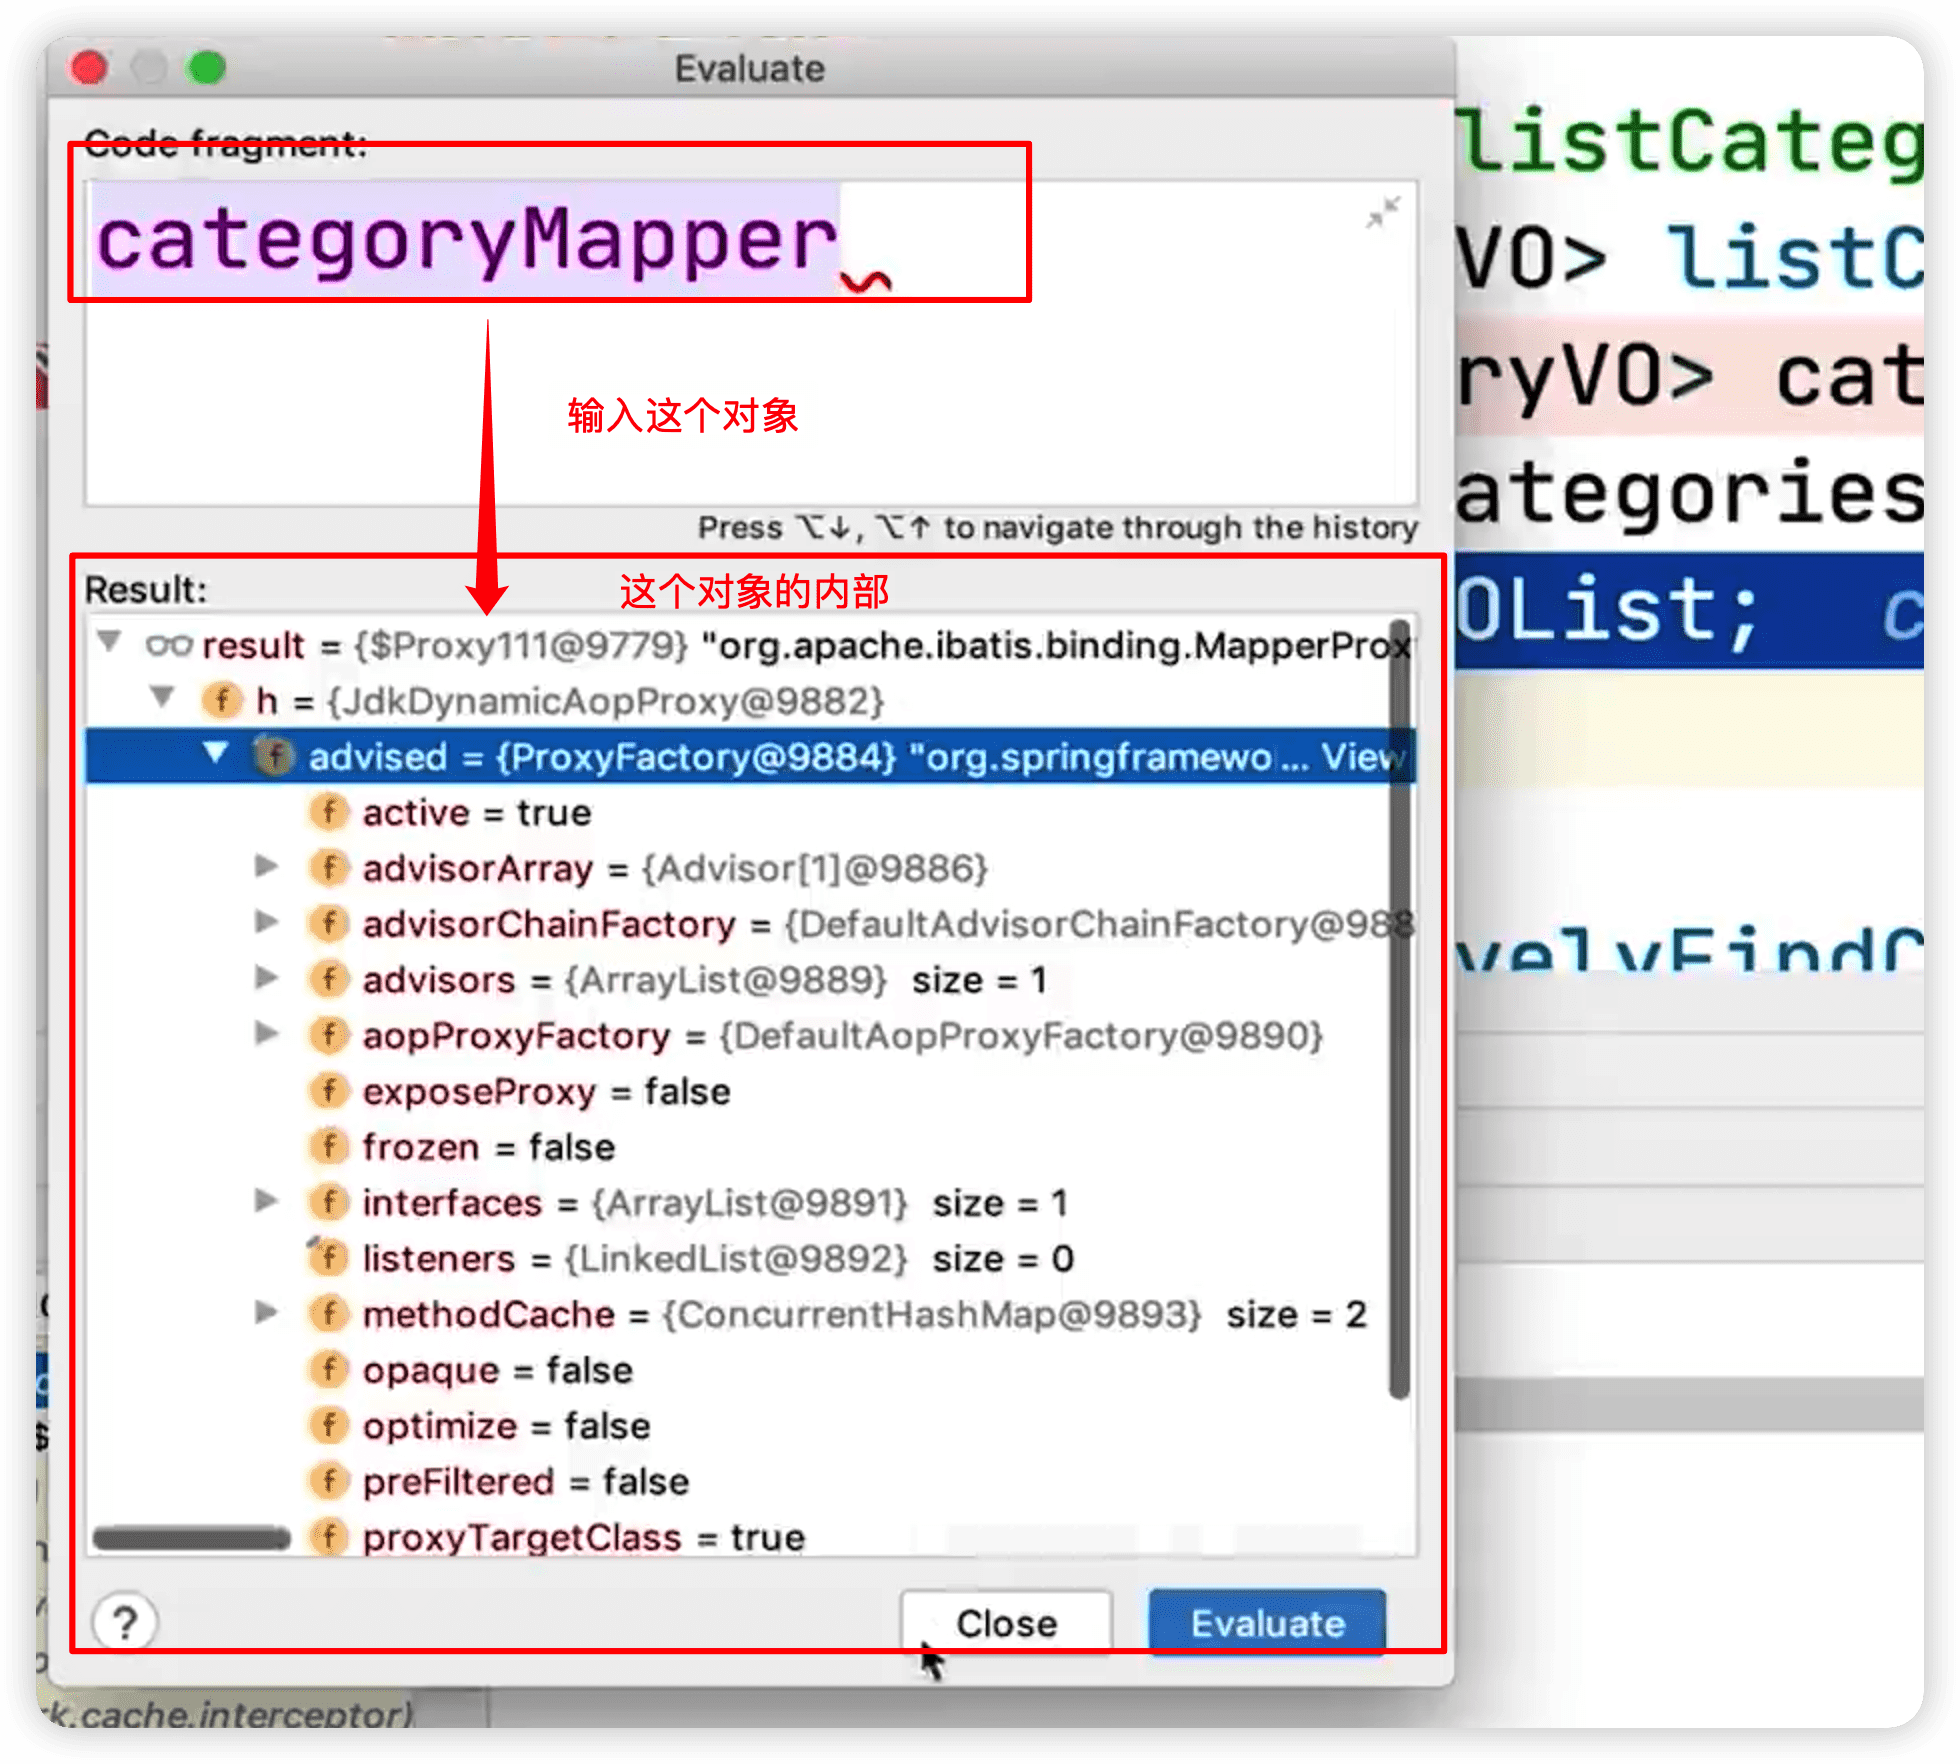 Evaluate
Code fragment:
listCateg
categoryMapper
VO> listC
输入这个对象
ryVO> cat
ategories
Press ⌥↓, ⌥↑ to navigate through the history
Result:
这个对象的内部
OList;
result = {$Proxy111@9779} "org.apache.ibatis.binding.MapperProx
h = {JdkDynamicAopProxy@9882}
advised = {ProxyFactory@9884} "org.springframewo ... View
active = true
advisorArray = {Advisor[1]@9886}
advisorChainFactory = {DefaultAdvisorChainFactory@988
velyFindC
advisors = {ArrayList@9889} size = 1
aopProxyFactory = {DefaultAopProxyFactory@9890}
exposeProxy = false
frozen = false
interfaces = {ArrayList@9891} size = 1
listeners = {LinkedList@9892} size = 0
methodCache = {ConcurrentHashMap@9893} size = 2
opaque = false
optimize = false
preFiltered = false
proxyTargetClass = true
?
Close
Evaluate
rk.cache.interceptor)